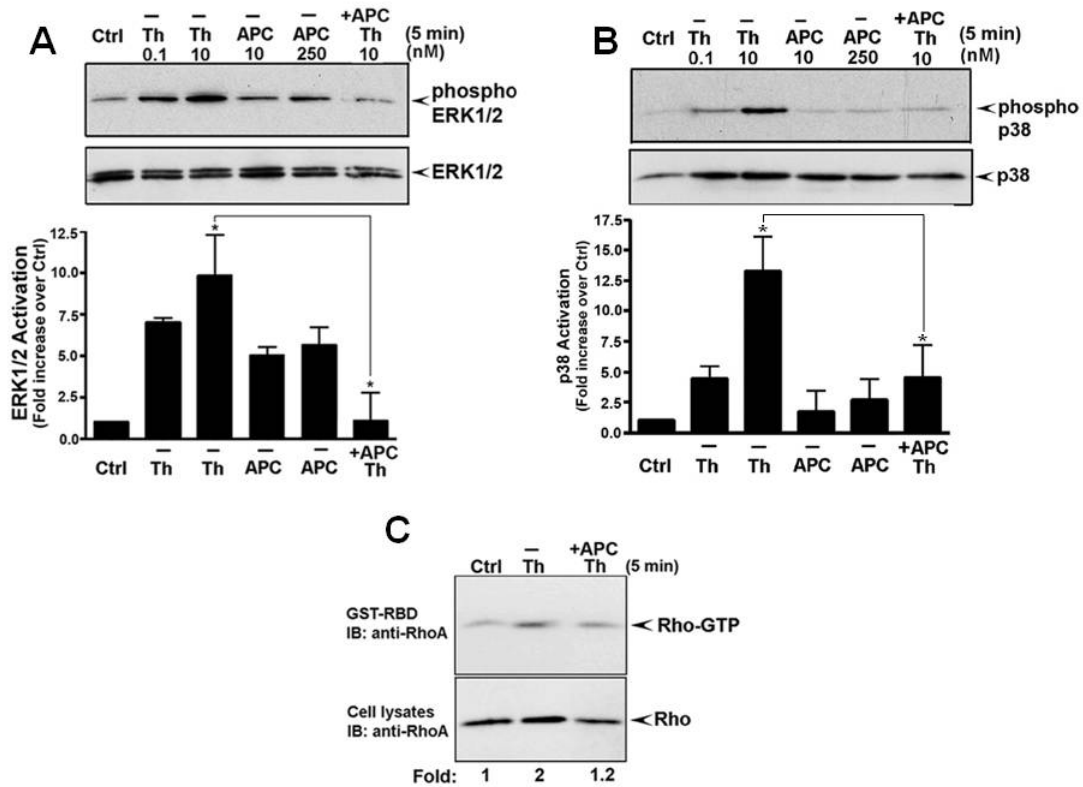 A
Ctrl – Th 0.1 – Th 10 – APC 10 – APC 250 +APC Th 10 (5 min) (nM)
phospho
ERK1/2
ERK1/2
ERK1/2 Activation
(Fold increase over Ctrl)
12.5
*
10.0
7.5
5.0
2.5
*
0.0
– – – – +APC
Ctrl Th Th APC APC Th
B
Ctrl – Th 0.1 – Th 10 – APC 10 – APC 250 +APC Th 10 (5 min) (nM)
phospho
p38
p38
p38 Activation
(Fold increase over Ctrl)
17.5
*
15.0
12.5
10.0
7.5
*
5.0
2.5
0.0
– – – – +APC
Ctrl Th Th APC APC Th
C
– +APC
Ctrl Th Th (5 min)
GST-RBD
IB: anti-RhoA
Rho-GTP
Cell lysates
IB: anti-RhoA
Rho
Fold: 1 2 1.2